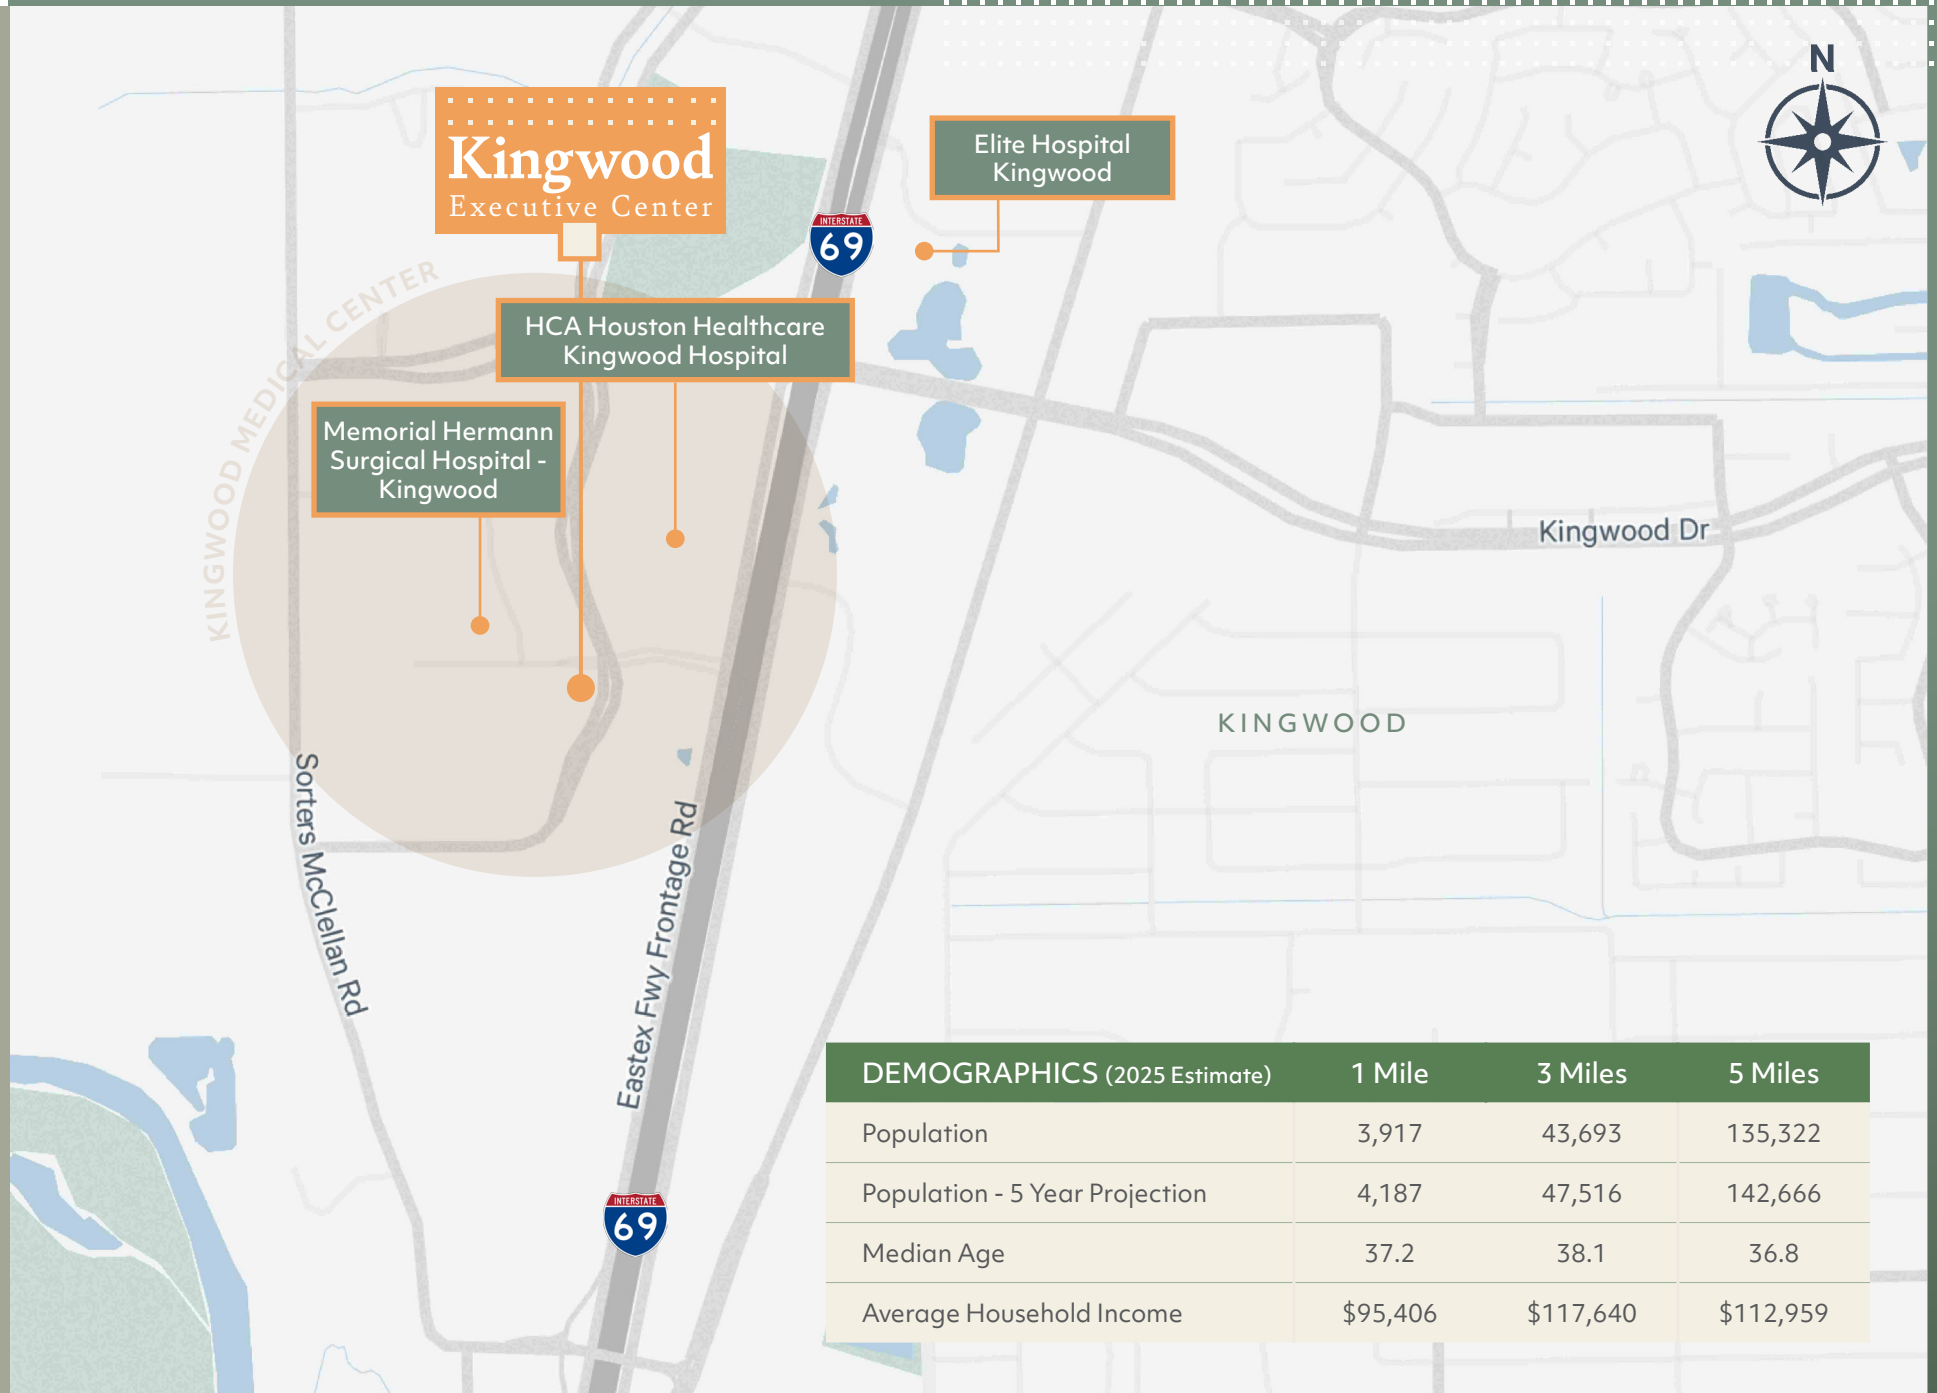 N
Kingwood
Executive Center
Elite Hospital
Kingwood
INTERSTATE
69
KINGWOOD MEDICAL CENTER
HCA Houston Healthcare
Kingwood Hospital
Memorial Hermann
Surgical Hospital -
Kingwood
Kingwood Dr
KINGWOOD
Sorters McClellan Rd
Eastex Fwy Frontage Rd
INTERSTATE
69
DEMOGRAPHICS (2025 Estimate) 1 Mile 3 Miles 5 Miles
Population 3,917 43,693 135,322
Population - 5 Year Projection 4,187 47,516 142,666
Median Age 37.2 38.1 36.8
Average Household Income $95,406 $117,640 $112,959